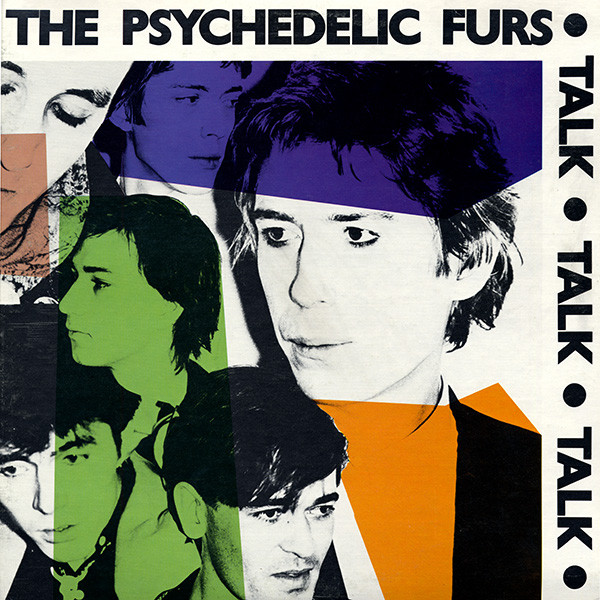 THE PSYCHEDELIC FURS •
TALK • TALK • TALK •